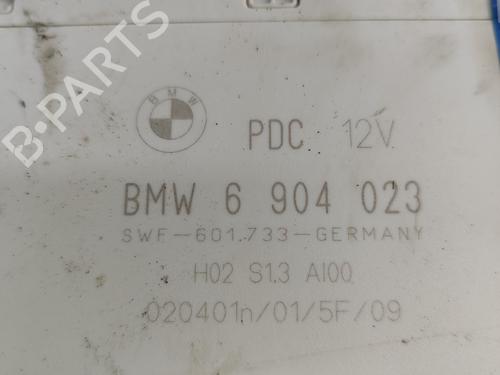 B-PARTS
BMW
PDC 12V
BMW 6 904 023
SWF-601.733-GERMANY
H02 S1.3 AI00
020401n/01/5F/09